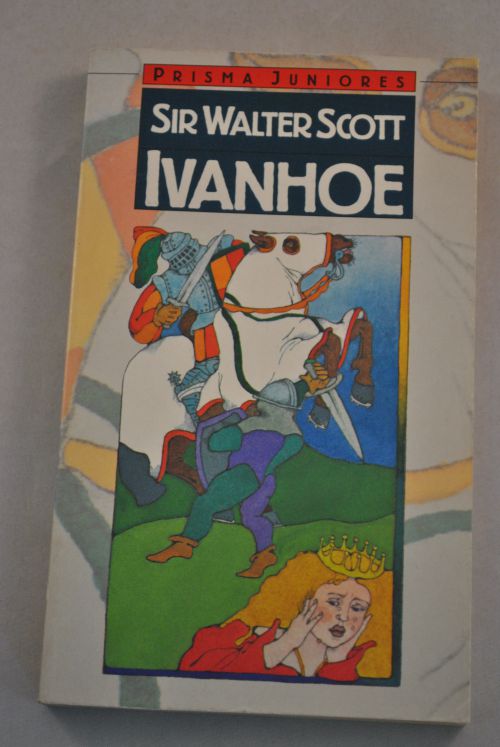 PRISMA JUNIORES
SIR WALTER SCOTT
IVANHOE